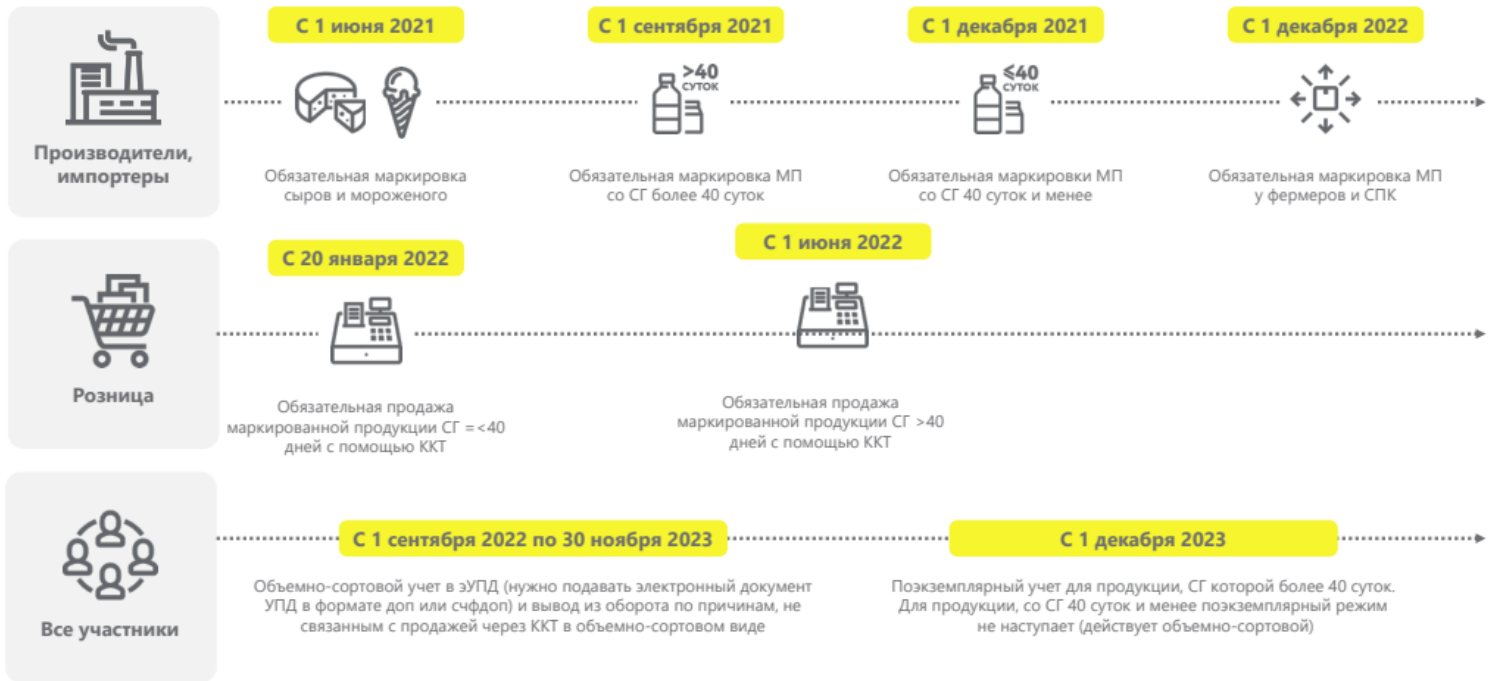 Производители,
импортеры
С 1 июня 2021
Обязательная маркировка
сыров и мороженого
С 1 сентября 2021
>40
СУТОК
Обязательная маркировка МП
со СГ более 40 суток
С 1 декабря 2021
⩽40
СУТОК
Обязательная маркировки МП
со СГ 40 суток и менее
С 1 декабря 2022
Обязательная маркировка МП
у фермеров и СПК
Розница
С 20 января 2022
Обязательная продажа
маркированной продукции СГ =<40
дней с помощью ККТ
С 1 июня 2022
Обязательная продажа
маркированной продукции СГ >40
дней с помощью ККТ
Все участники
С 1 сентября 2022 по 30 ноября 2023
Объемно-сортовой учет в эУПД (нужно подавать электронный документ
УПД в формате доп или счфдоп) и вывод из оборота по причинам, не
связанным с продажей через ККТ в объемно-сортовом виде
С 1 декабря 2023
Поэкземплярный учет для продукции, СГ которой более 40 суток.
Для продукции, со СГ 40 суток и менее поэкземплярный режим
не наступает (действует объемно-сортовой)